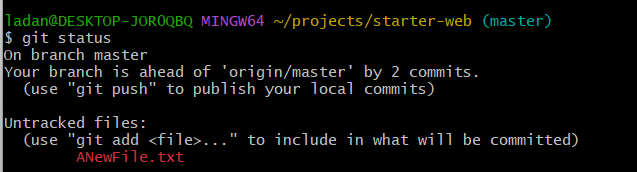 ladan@DESKTOP-JOROQBQ MINGW64 ~/projects/starter-web (master)
$ git status
On branch master
Your branch is ahead of 'origin/master' by 2 commits.
  (use "git push" to publish your local commits)

Untracked files:
  (use "git add <file>..." to include in what will be committed)
        ANewFile.txt